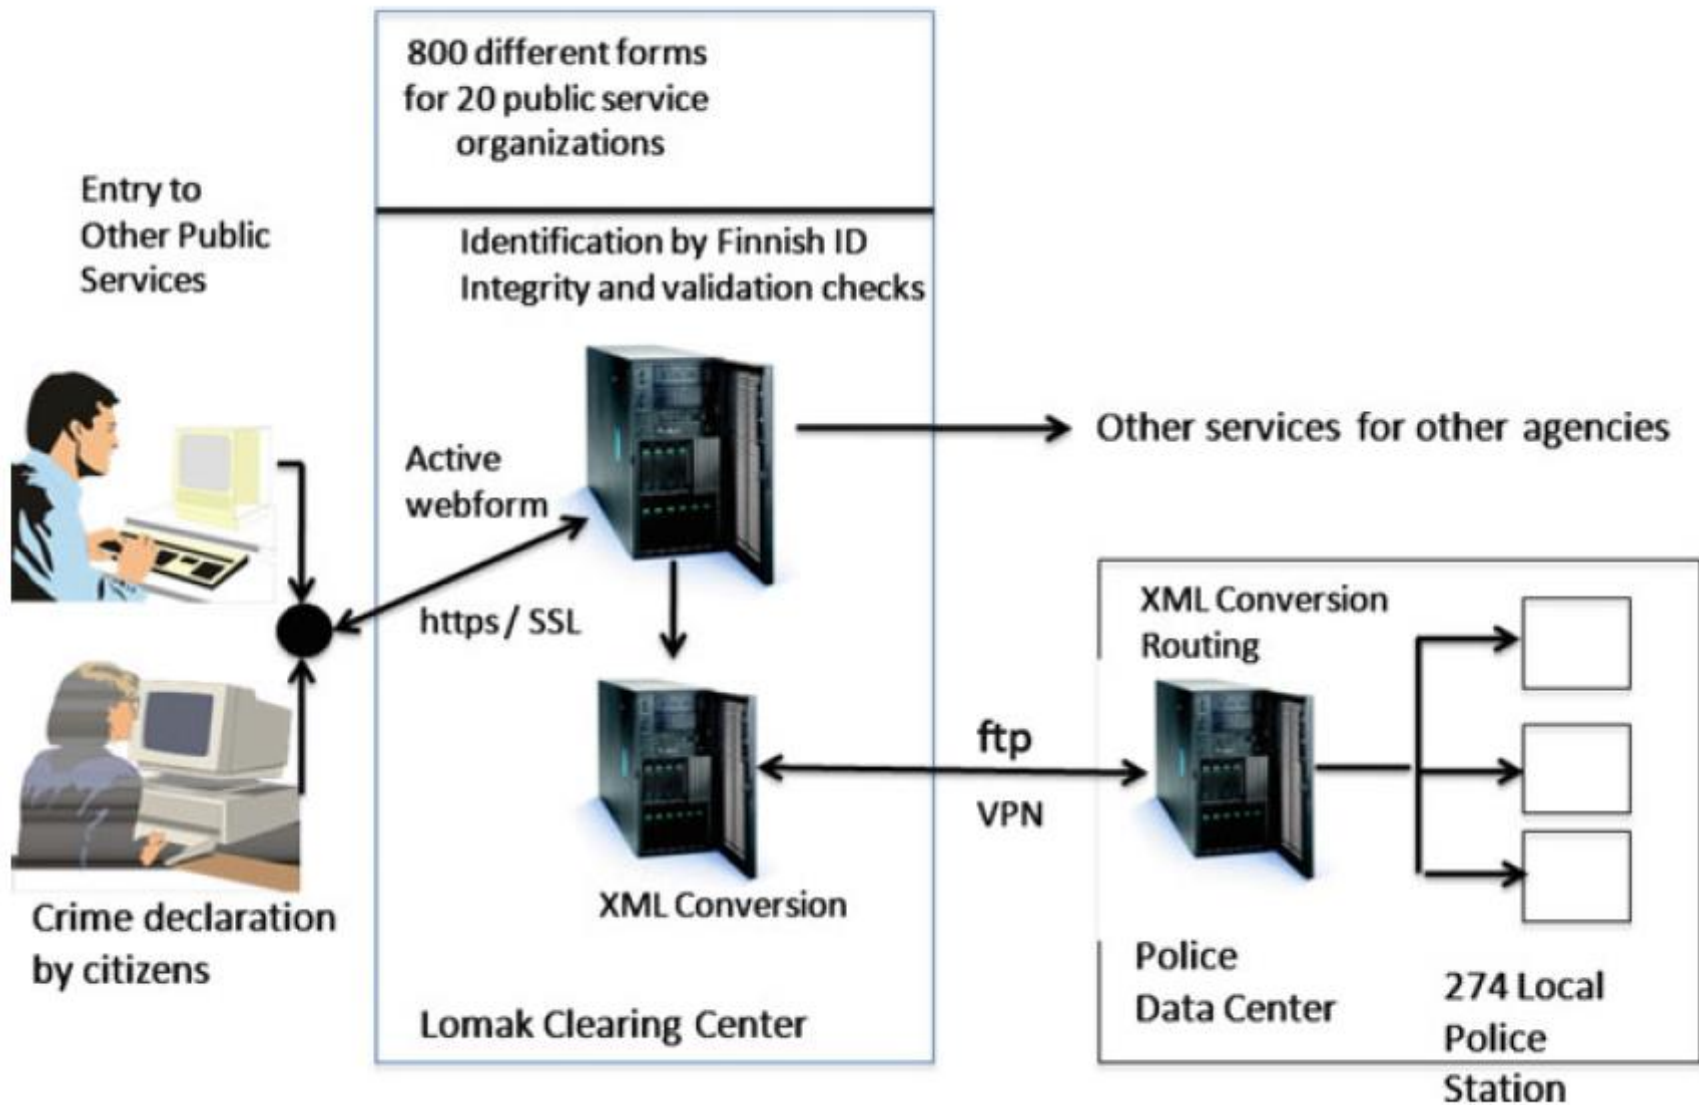 800 different forms
for 20 public service
organizations
Entry to
Other Public
Services
Identification by Finnish ID
Integrity and validation checks
Active
webform
https / SSL
Other services for other agencies
XML Conversion
Routing
ftp
VPN
XML Conversion
Crime declaration
by citizens
Lomak Clearing Center
Police
Data Center
274 Local
Police
Station